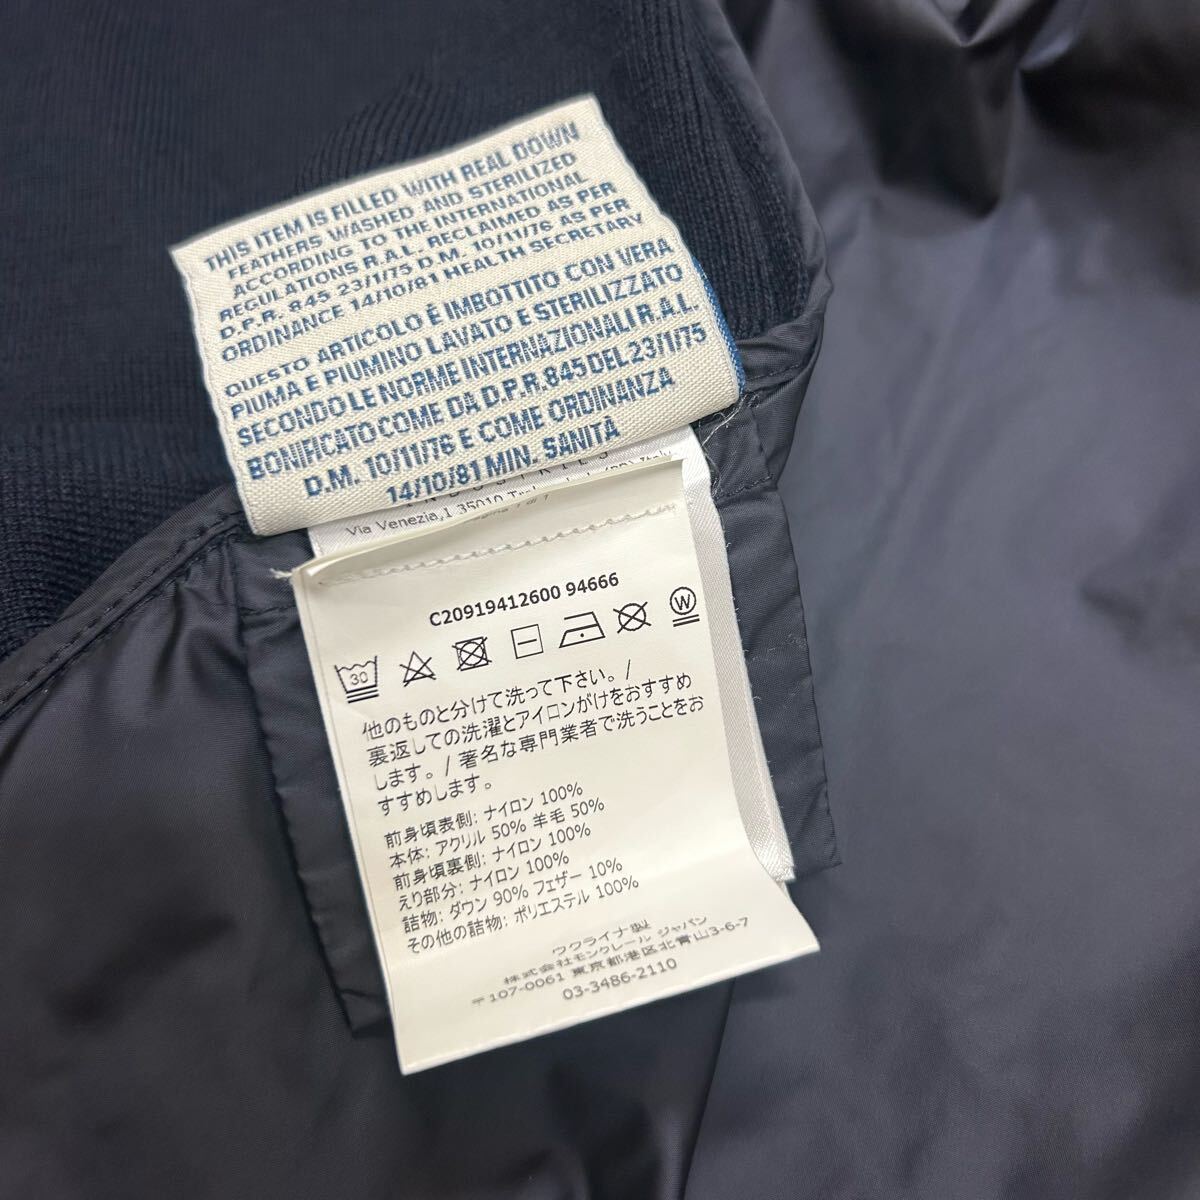 THIS ITEM IS FILLED WITH REAL DOWN
FEATHERS WASHED AND STERILIZED
ACCORDING TO THE INTERNATIONAL
REGULATIONS R.A.L. RECLAIMED AS PER
D.P.R. 845 23/1/75 D.M. 10/11/76 AS PER
ORDINANCE 14/10/81 HEALTH SECRETARY
QUESTO ARTICOLO È IMBOTTITO CON VERA
PIUMA E PIUMINO LAVATO E STERILIZZATO
SECONDO LE NORME INTERNAZIONALI R.A.L.
BONIFICATO COME DA D.P.R. 845 DEL 23/1/75
D.M. 10/11/76 E COME ORDINANZA
14/10/81 MIN. SANITÀ
Via Venezia,1 35010
C20919412600 94666
30
W
他のものと分けて洗って下さい。/
裏返しての洗濯とアイロンがけをおすすめ
します。/ 著名な専門業者で洗うことをお
すすめします。
前身頃表側: ナイロン 100%
本体: アクリル 50% 羊毛 50%
前身頃裏側: ナイロン 100%
えり部分: ナイロン 100%
詰物: ダウン 90% フェザー 10%
その他の詰物: ポリエステル 100%
ウクライナ製
株式会社モンクレール ジャパン
〒107-0061 東京都港区北青山3-6-7
03-3486-2110